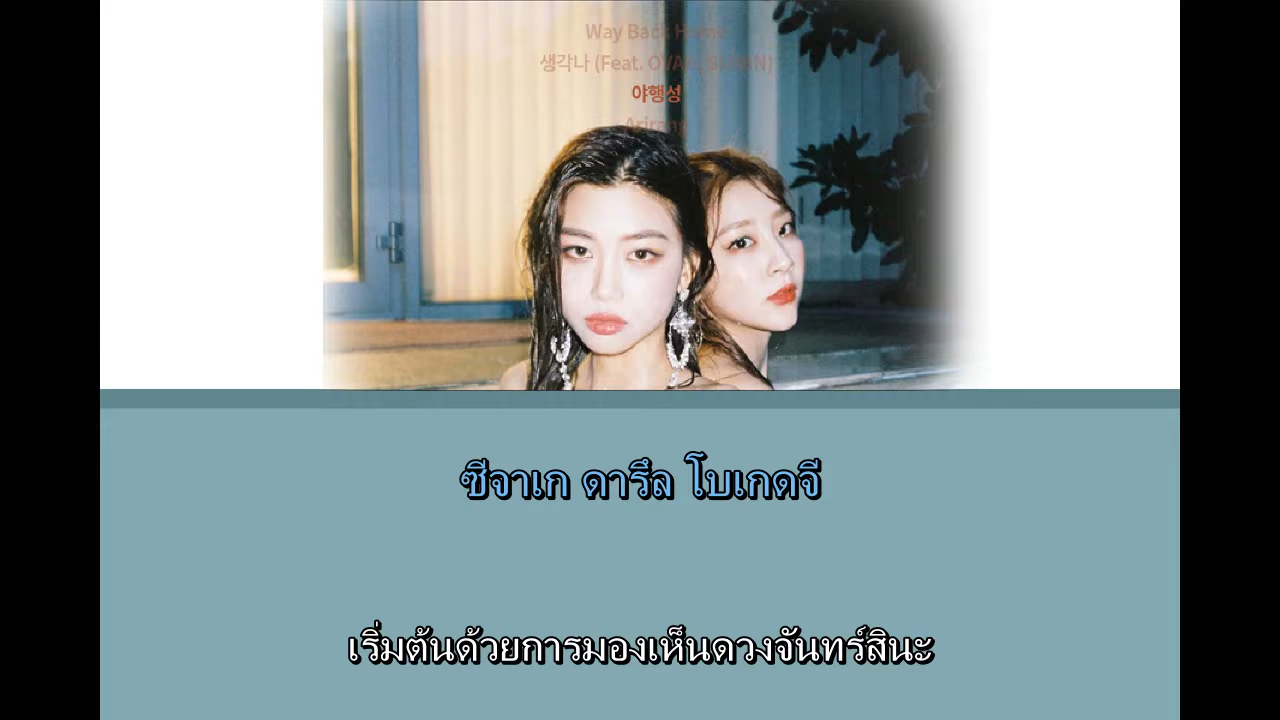 Way Back Home
생각나 (Feat.
야행성
Arirang
ซีจาเก ดารึล โบเกดจี
เริ่มต้นด้วยการมองเห็นดวงจันทร์สินะ